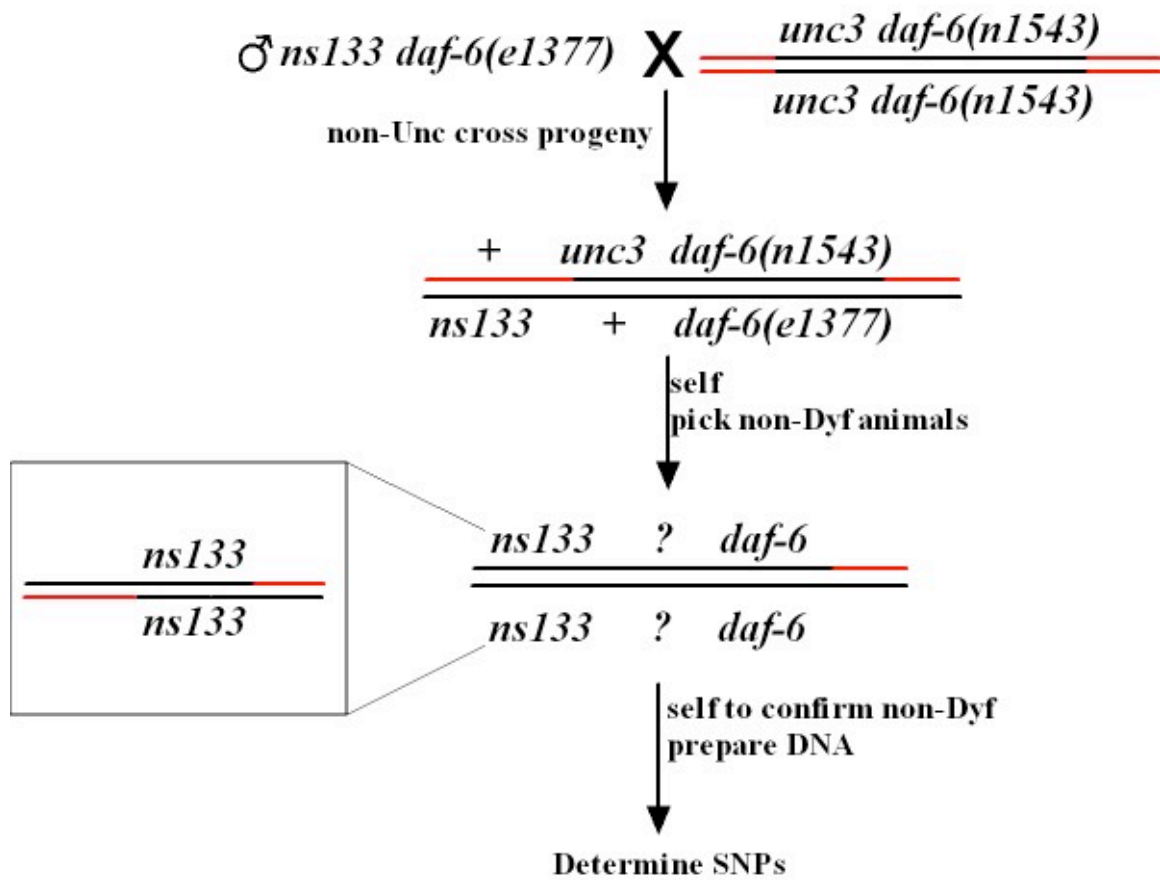 ♂ ns133 daf-6(e1377) X unc3 daf-6(n1543)
unc3 daf-6(n1543)
non-Unc cross progeny
+ unc3 daf-6(n1543)
ns133 + daf-6(e1377)
self
pick non-Dyf animals
ns133 ? daf-6
ns133 ? daf-6
ns133
ns133
self to confirm non-Dyf
prepare DNA
Determine SNPs